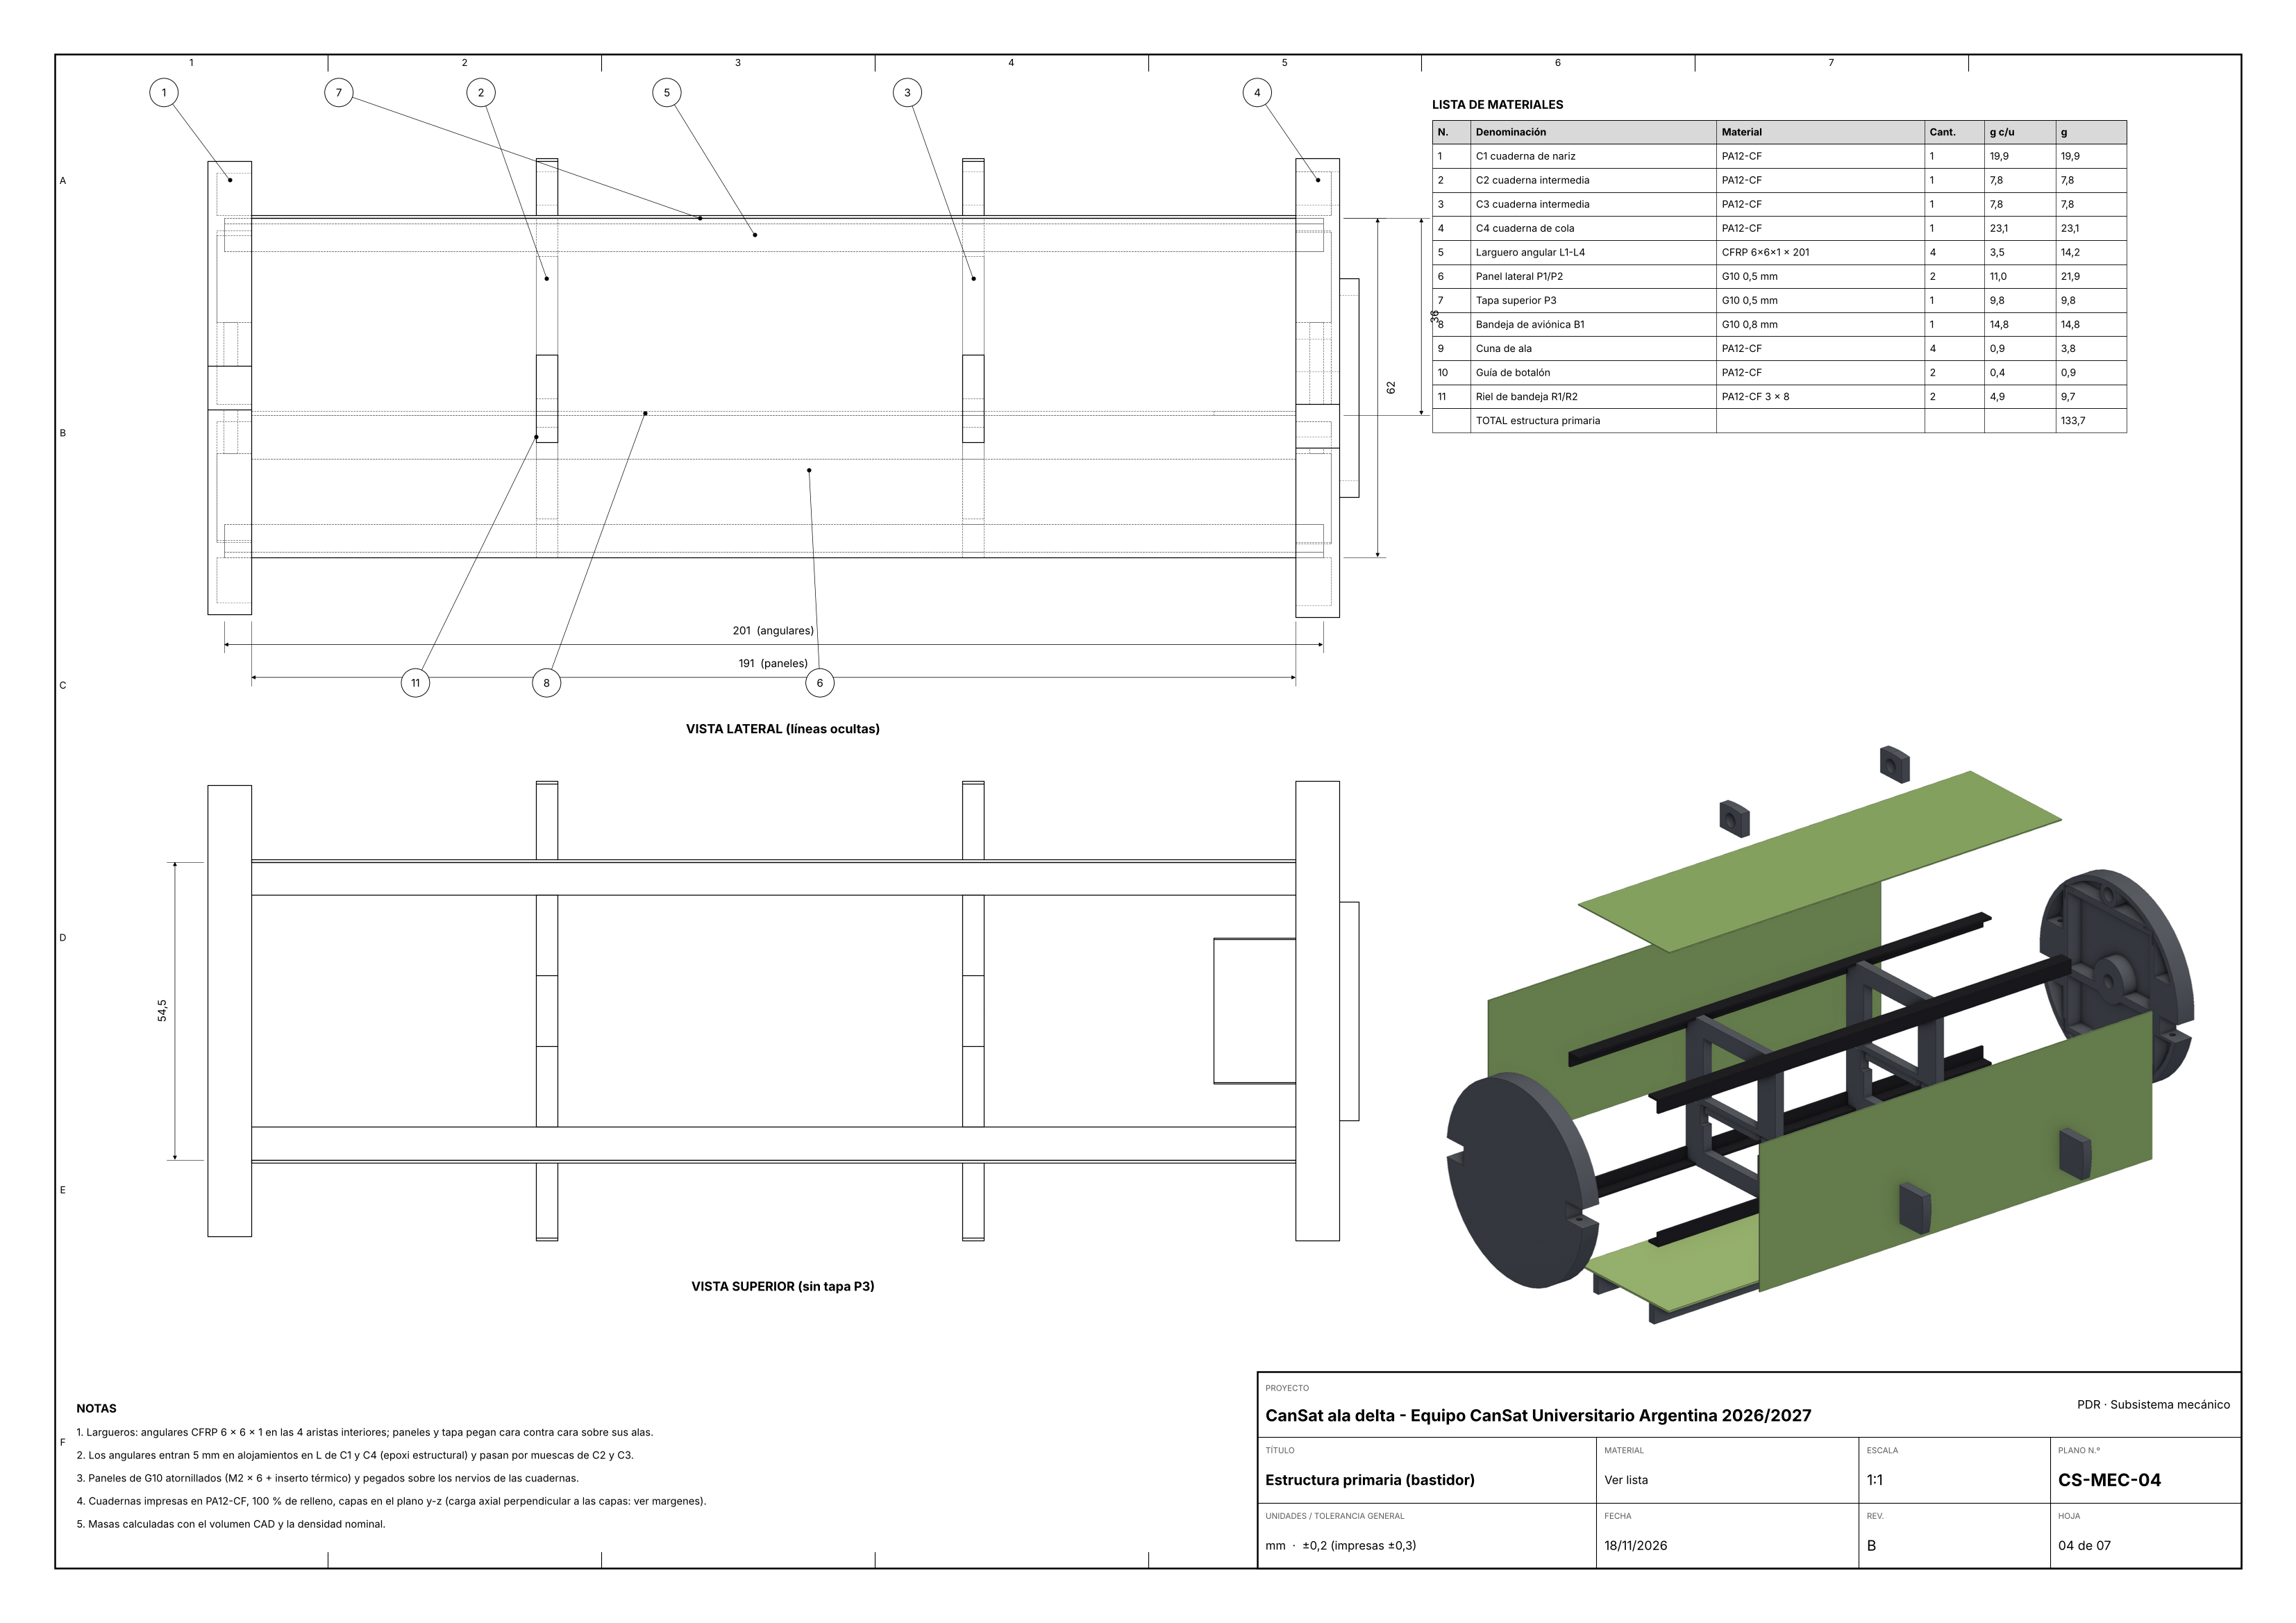 1 2 3 4 5 6 7
1 7 2 5 3 4
A
B
C
D
E
F
LISTA DE MATERIALES
N. Denominación Material Cant. g c/u g
1 C1 cuaderna de nariz PA12-CF 1 19,9 19,9
2 C2 cuaderna intermedia PA12-CF 1 7,8 7,8
3 C3 cuaderna intermedia PA12-CF 1 7,8 7,8
4 C4 cuaderna de cola PA12-CF 1 23,1 23,1
5 Larguero angular L1-L4 CFRP 6×6×1 × 201 4 3,5 14,2
6 Panel lateral P1/P2 G10 0,5 mm 2 11,0 21,9
7 Tapa superior P3 G10 0,5 mm 1 9,8 9,8
8 Bandeja de aviónica B1 G10 0,8 mm 1 14,8 14,8
9 Cuna de ala PA12-CF 4 0,9 3,8
10 Guía de botalón PA12-CF 2 0,4 0,9
11 Riel de bandeja R1/R2 PA12-CF 3 × 8 2 4,9 9,7
TOTAL estructura primaria 133,7
36
62
201 (angulares)
191 (paneles)
11 8 6
VISTA LATERAL (líneas ocultas)
54,5
VISTA SUPERIOR (sin tapa P3)
NOTAS
1. Largueros: angulares CFRP 6 × 6 × 1 en las 4 aristas interiores; paneles y tapa pegan cara contra cara sobre sus alas.
2. Los angulares entran 5 mm en alojamientos en L de C1 y C4 (epoxi estructural) y pasan por muescas de C2 y C3.
3. Paneles de G10 atornillados (M2 × 6 + inserto térmico) y pegados sobre los nervios de las cuadernas.
4. Cuadernas impresas en PA12-CF, 100 % de relleno, capas en el plano y-z (carga axial perpendicular a las capas: ver margenes).
5. Masas calculadas con el volumen CAD y la densidad nominal.
PROYECTO
CanSat ala delta - Equipo CanSat Universitario Argentina 2026/2027
PDR · Subsistema mecánico
TÍTULO MATERIAL ESCALA PLANO N.º
Estructura primaria (bastidor) Ver lista 1:1 CS-MEC-04
UNIDADES / TOLERANCIA GENERAL FECHA REV. HOJA
mm · ±0,2 (impresas ±0,3) 18/11/2026 B 04 de 07